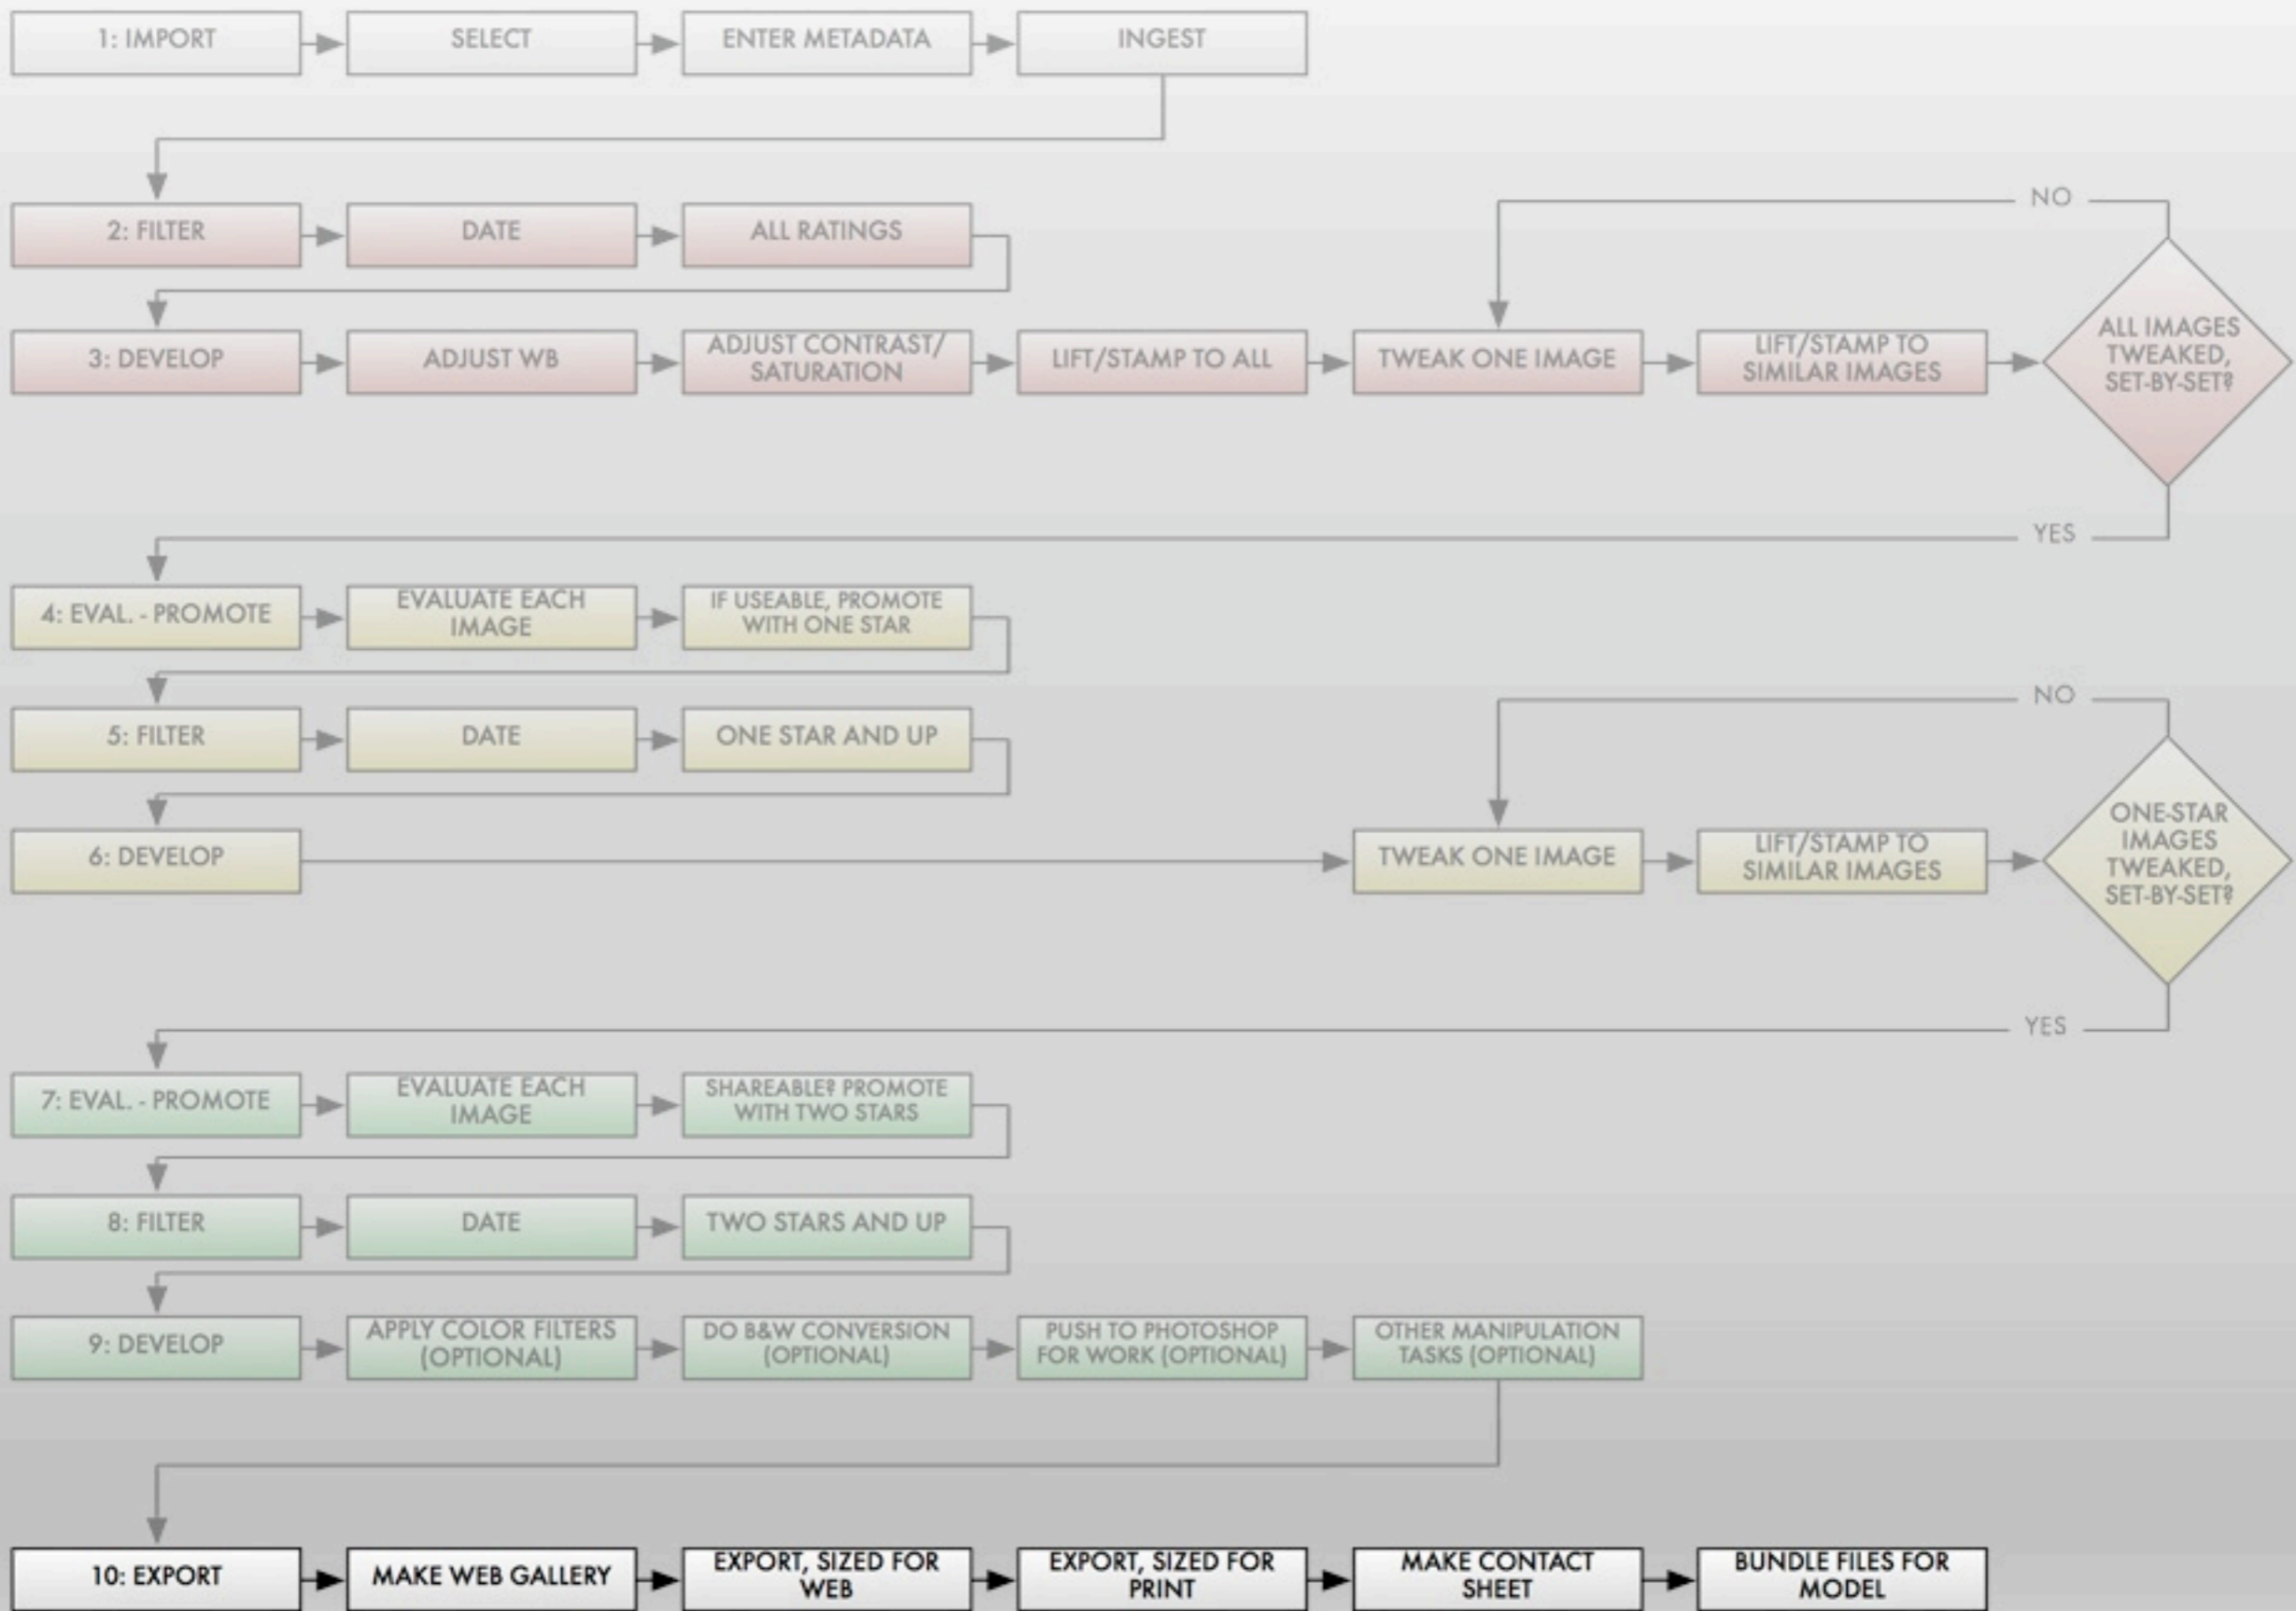 1: IMPORT
SELECT
ENTER METADATA
INGEST
2: FILTER
DATE
ALL RATINGS
NO
3: DEVELOP
ADJUST WB
ADJUST CONTRAST/
SATURATION
LIFT/STAMP TO ALL
TWEAK ONE IMAGE
LIFT/STAMP TO
SIMILAR IMAGES
ALL IMAGES
TWEAKED,
SET-BY-SET?
YES
4: EVAL. - PROMOTE
EVALUATE EACH
IMAGE
IF USEABLE, PROMOTE
WITH ONE STAR
5: FILTER
DATE
ONE STAR AND UP
NO
6: DEVELOP
TWEAK ONE IMAGE
LIFT/STAMP TO
SIMILAR IMAGES
ONE-STAR
IMAGES
TWEAKED,
SET-BY-SET?
YES
7: EVAL. - PROMOTE
EVALUATE EACH
IMAGE
SHAREABLE? PROMOTE
WITH TWO STARS
8: FILTER
DATE
TWO STARS AND UP
9: DEVELOP
APPLY COLOR FILTERS
(OPTIONAL)
DO B&W CONVERSION
(OPTIONAL)
PUSH TO PHOTOSHOP
FOR WORK (OPTIONAL)
OTHER MANIPULATION
TASKS (OPTIONAL)
10: EXPORT
MAKE WEB GALLERY
EXPORT, SIZED FOR
WEB
EXPORT, SIZED FOR
PRINT
MAKE CONTACT
SHEET
BUNDLE FILES FOR
MODEL